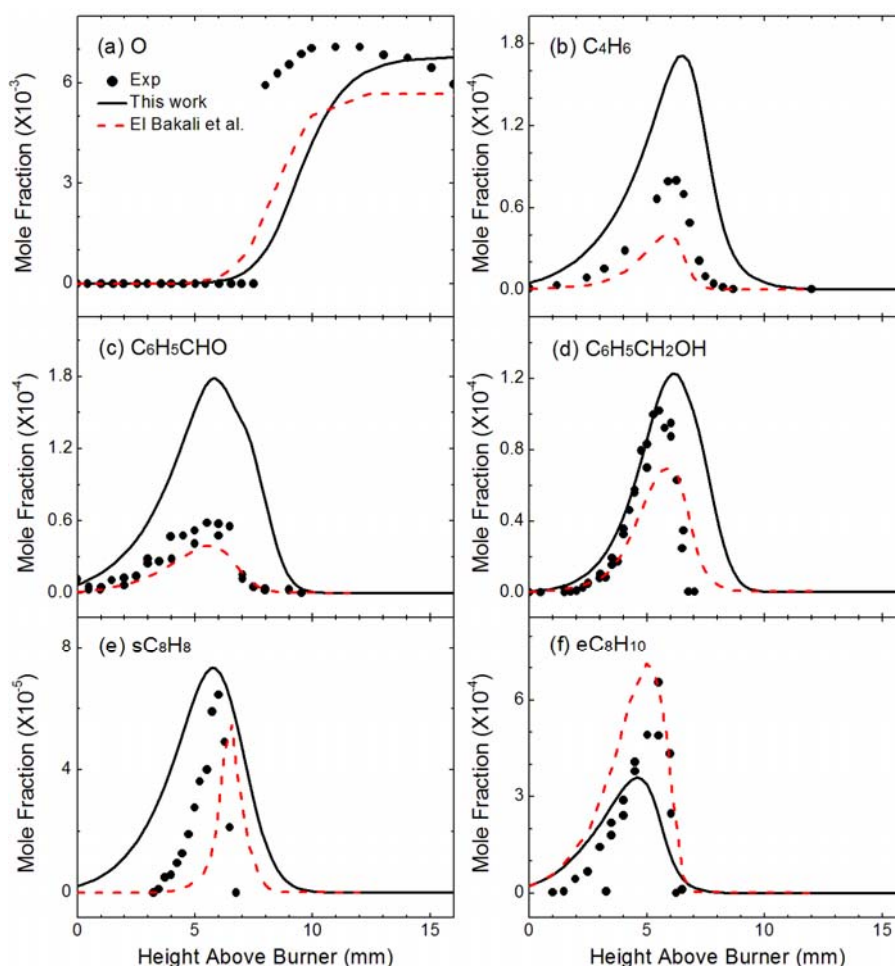 (a) O
Exp
This work
El Bakali et al.
Mole Fraction (X10⁻³)
6
3
0
(b) C₄H₆
Mole Fraction (X10⁻⁴)
1.8
1.2
0.6
0.0
(c) C₆H₅CHO
Mole Fraction (X10⁻⁴)
1.8
1.2
0.6
0.0
(d) C₆H₅CH₂OH
Mole Fraction (X10⁻⁴)
1.2
0.8
0.4
0.0
(e) sC₈H₈
Mole Fraction (X10⁻⁵)
8
4
0
0 5 10 15
Height Above Burner (mm)
(f) eC₈H₁₀
Mole Fraction (X10⁻⁴)
6
3
0
0 5 10 15
Height Above Burner (mm)